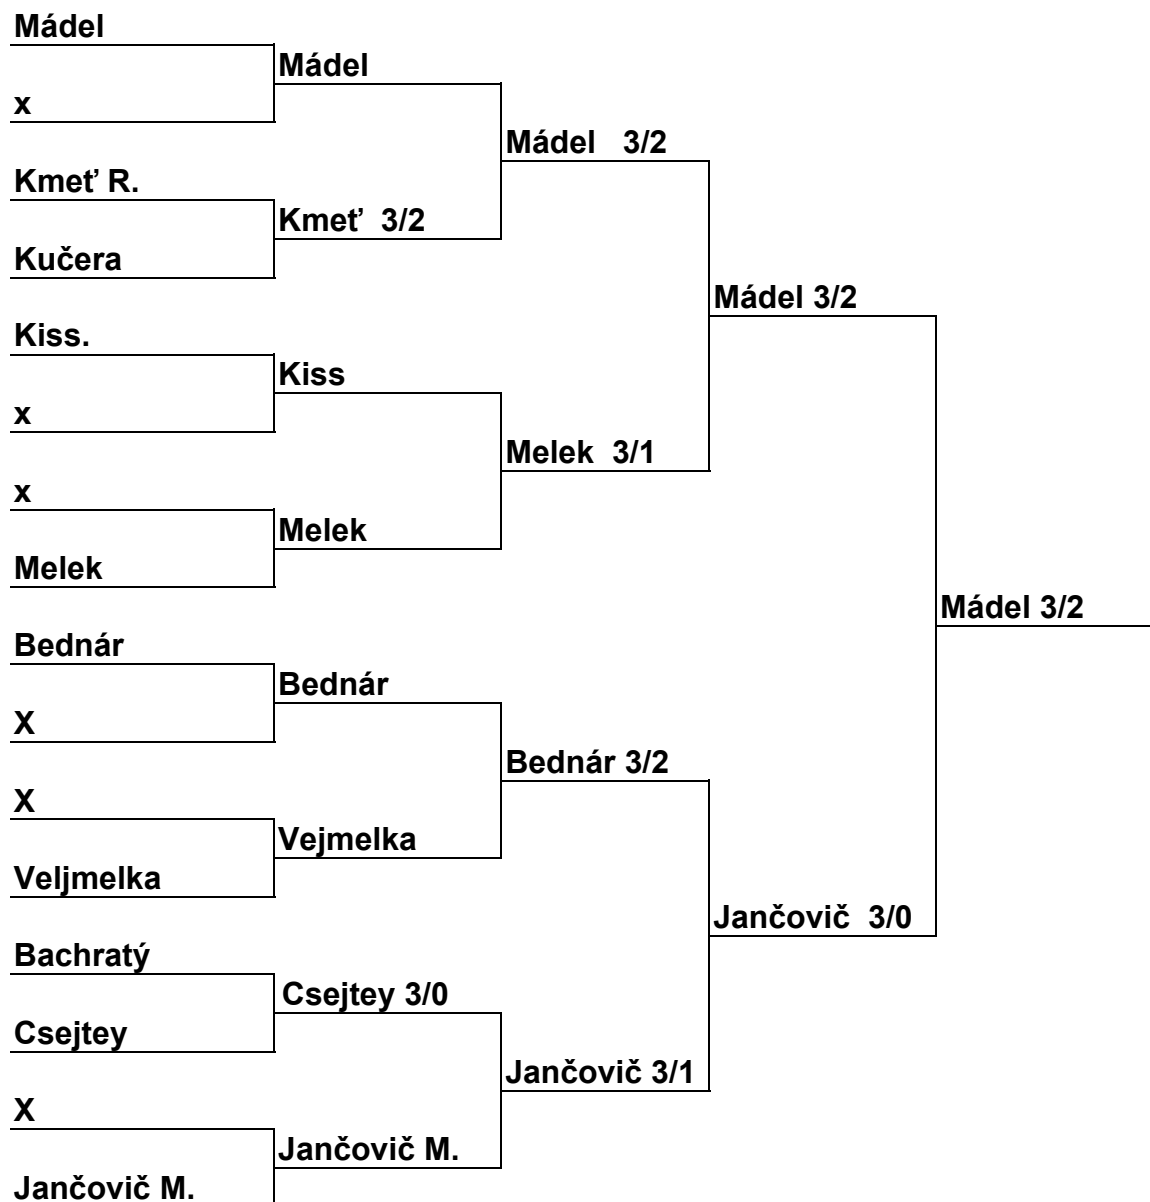 Mádel
Mádel
x
Mádel 3/2
Kmeť R.
Kmeť 3/2
Kučera
Mádel 3/2
Kiss.
Kiss
x
Melek 3/1
x
Melek
Melek
Mádel 3/2
Bednár
Bednár
X
Bednár 3/2
X
Vejmelka
Veljmelka
Jančovič 3/0
Bachratý
Csejtey 3/0
Csejtey
Jančovič 3/1
X
Jančovič M.
Jančovič M.